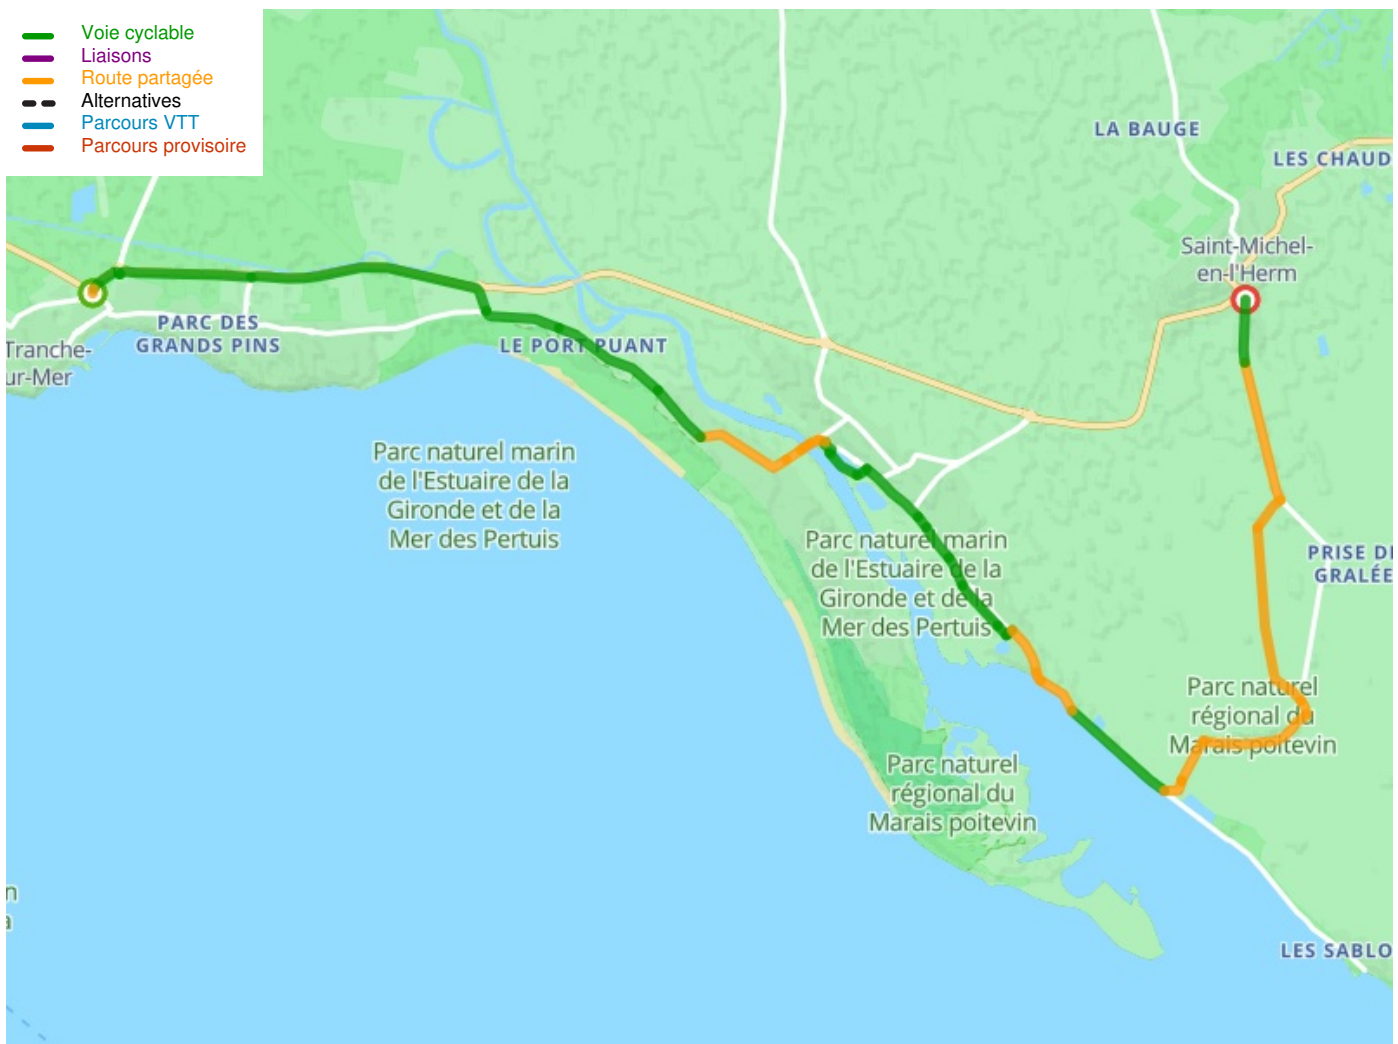 Voie cyclable
Liaisons
Route partagée
Alternatives
Parcours VTT
Parcours provisoire
LA BAUGE
LES CHAUD
Saint-Michel-
en-l'Herm
PARC DES
GRANDS PINS
Tranche-
ur-Mer
LE PORT PUANT
Parc naturel marin
de l'Estuaire de la
Gironde et de la
Mer des Pertuis
Parc naturel marin
de l'Estuaire de la
Gironde et de la
Mer des Pertuis
PRISE DE
GRALÉE
Parc naturel
régional du
Marais poitevin
Parc naturel
régional du
Marais poitevin
n
a
LES SABLO